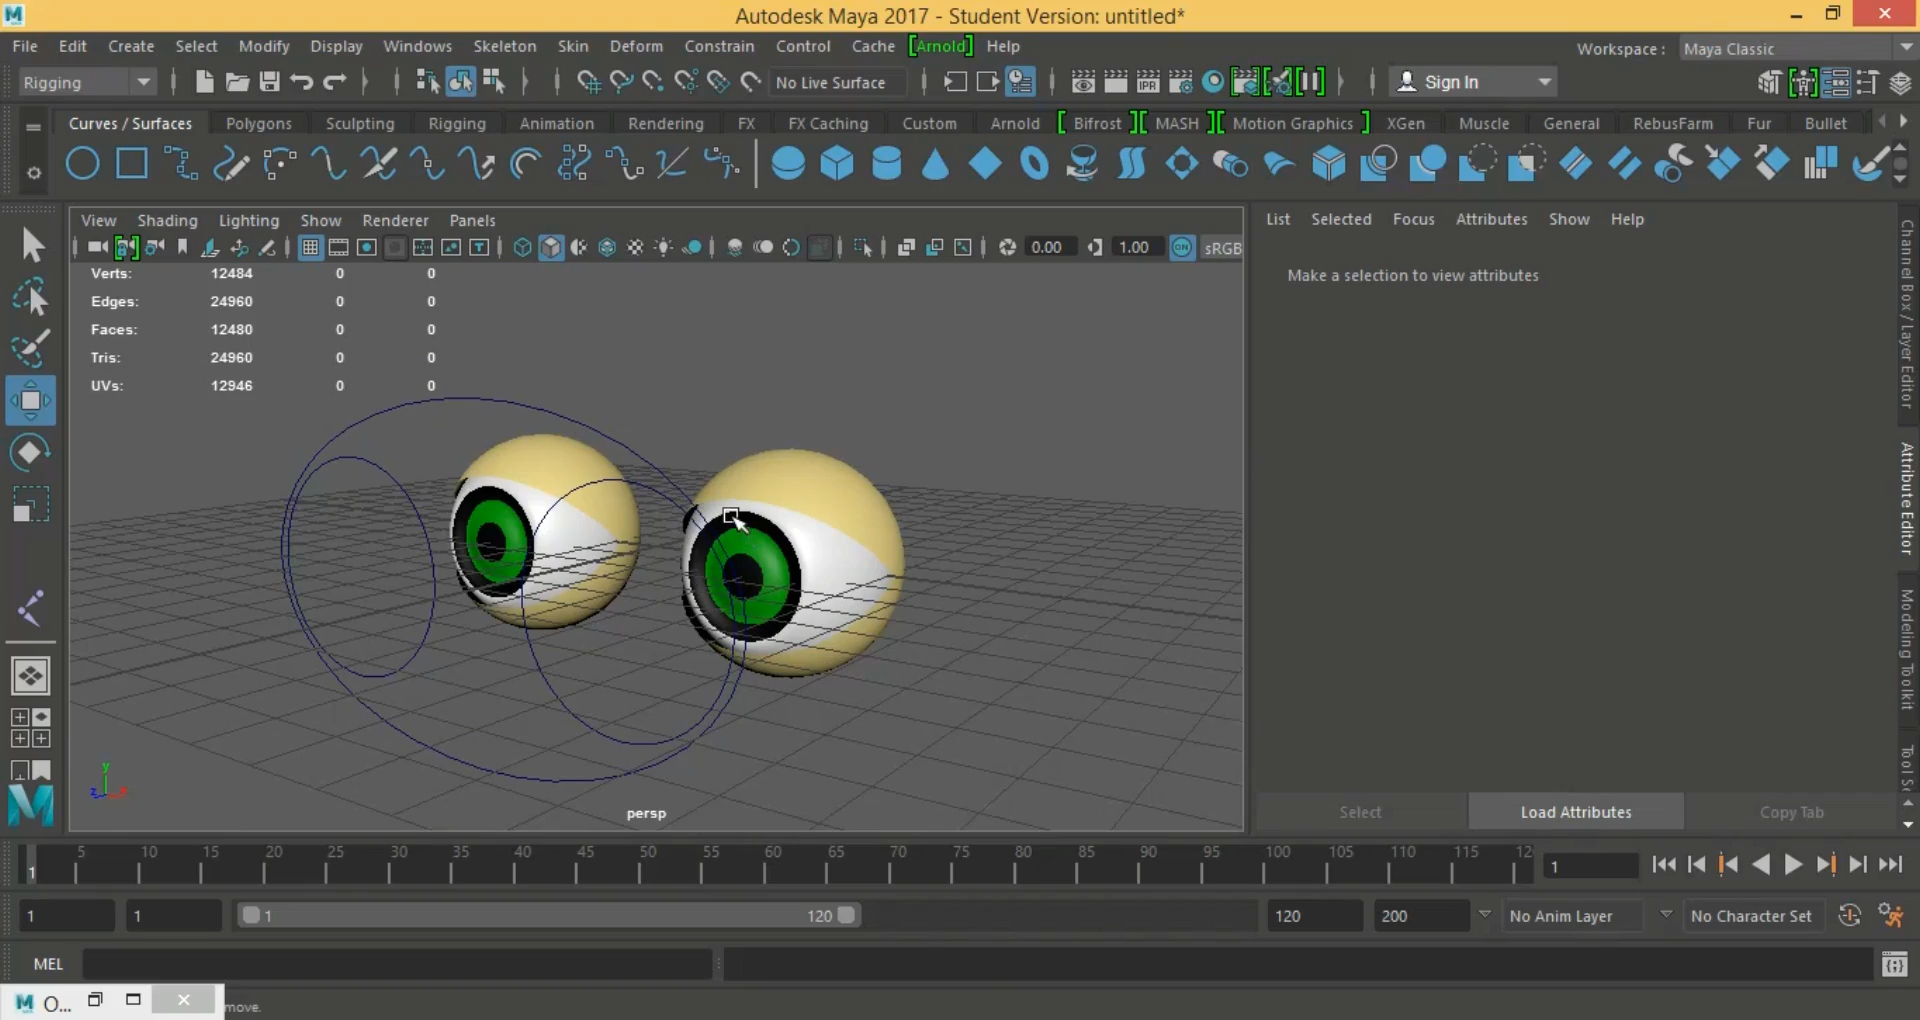 Autodesk Maya 2017 - Student Version: untitled*
File Edit Create Select Modify Display Windows Skeleton Skin Deform Constrain Control Cache [Arnold] Help
Workspace : Maya Classic
Rigging No Live Surface IPR Sign In
Curves / Surfaces Polygons Sculpting Rigging Animation Rendering FX FX Caching Custom Arnold Bifrost MASH Motion Graphics XGen Muscle General RebusFarm Fur Bullet
View Shading Lighting Show Renderer Panels
0.00 1.00 ON sRGB
List Selected Focus Attributes Show Help
Make a selection to view attributes
Verts: 12484 0 0
Edges: 24960 0 0
Faces: 12480 0 0
Tris: 24960 0 0
UVs: 12946 0 0
Channel Box / Layer Editor
Attribute Editor
Modeling Toolkit
Tool Se
y
z x
persp
Select Load Attributes Copy Tab
1 5 10 15 20 25 30 35 40 45 50 55 60 65 70 75 80 85 90 95 100 105 110 115 12
1
1 1 1 120 120 200 No Anim Layer No Character Set
MEL
M O...
move.